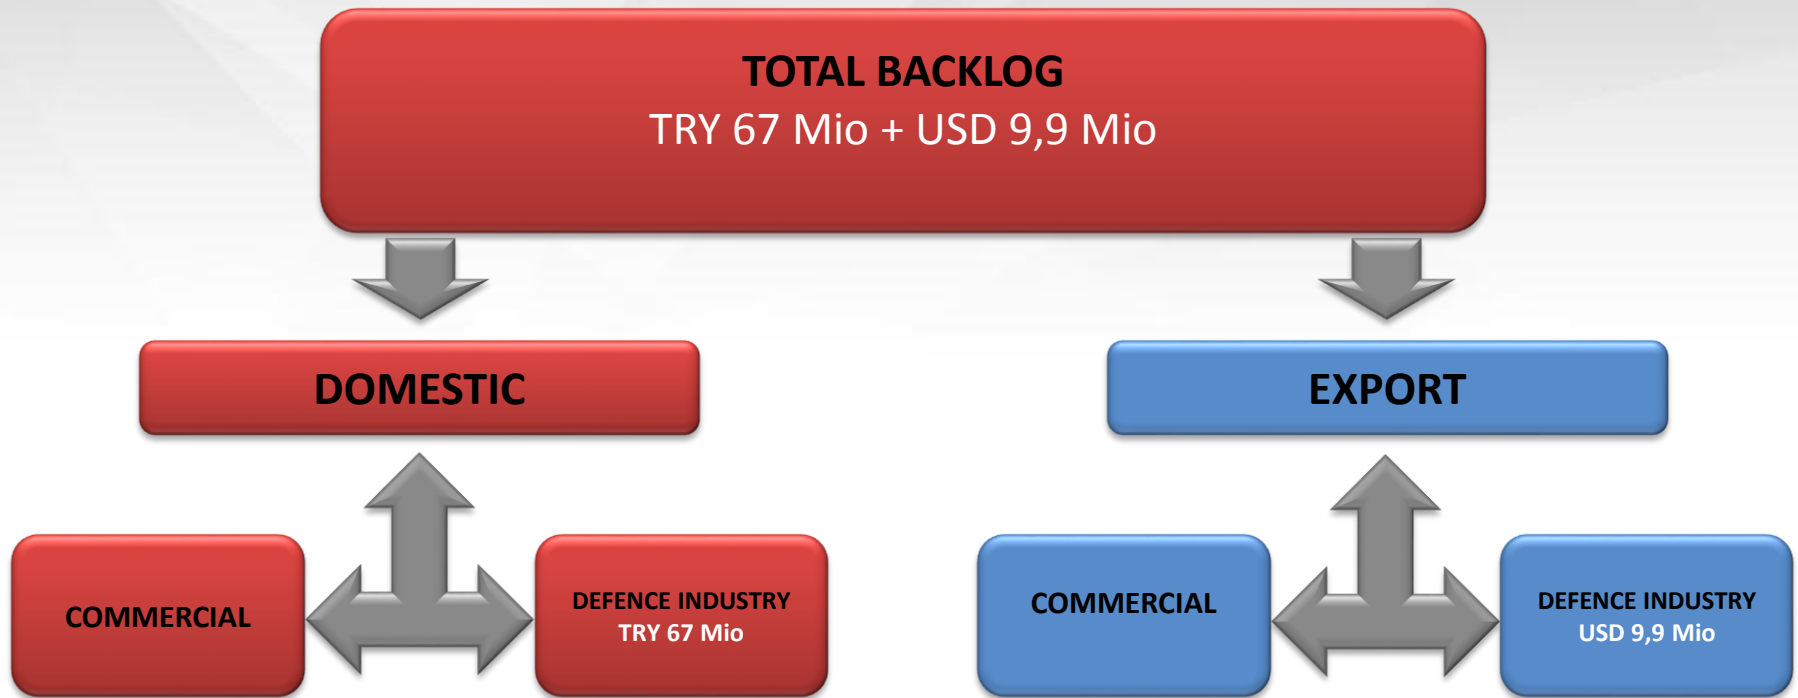 TOTAL BACKLOG
TRY 67 Mio + USD 9,9 Mio
DOMESTIC
EXPORT
COMMERCIAL
DEFENCE INDUSTRY
TRY 67 Mio
COMMERCIAL
DEFENCE INDUSTRY
USD 9,9 Mio